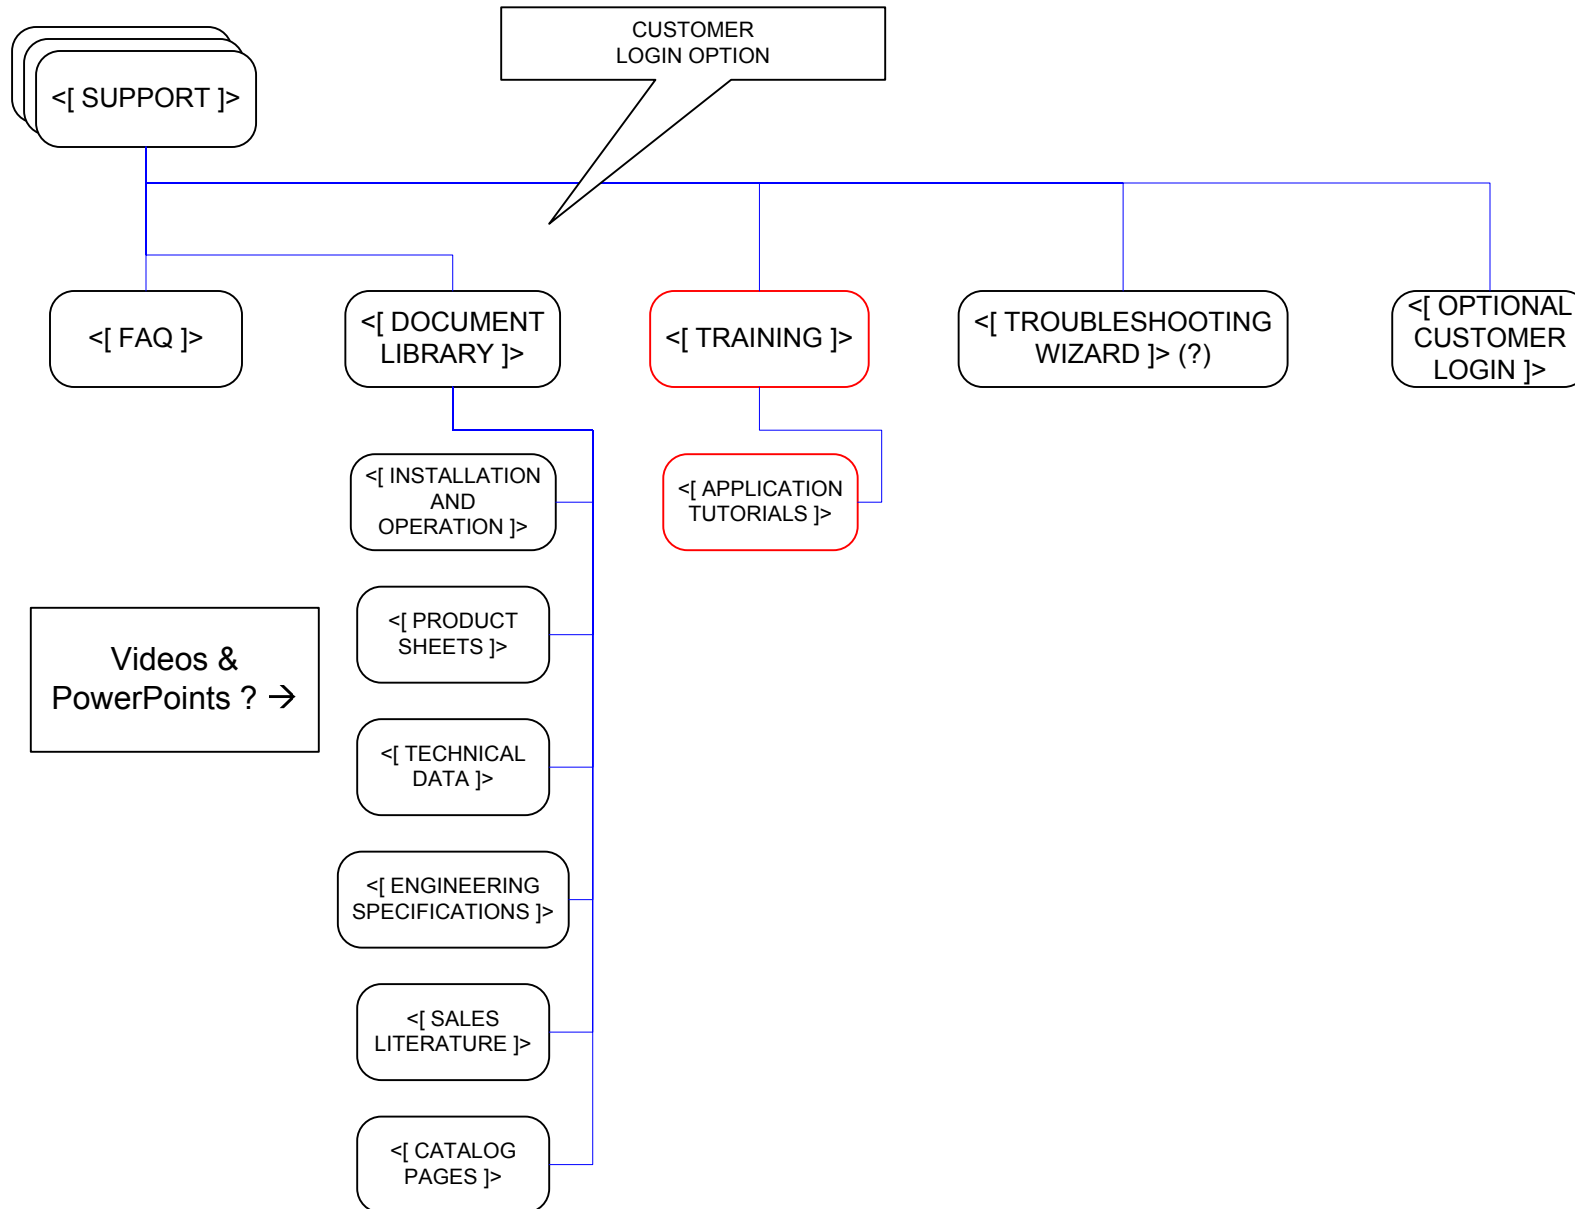 CUSTOMER
LOGIN OPTION
<[ SUPPORT ]>
<[ FAQ ]>
<[ DOCUMENT
LIBRARY ]>
<[ TRAINING ]>
<[ TROUBLESHOOTING
WIZARD ]> (?)
<[ OPTIONAL
CUSTOMER
LOGIN ]>
<[ INSTALLATION
AND
OPERATION ]>
<[ APPLICATION
TUTORIALS ]>
<[ PRODUCT
SHEETS ]>
Videos &
PowerPoints ? →
<[ TECHNICAL
DATA ]>
<[ ENGINEERING
SPECIFICATIONS ]>
<[ SALES
LITERATURE ]>
<[ CATALOG
PAGES ]>